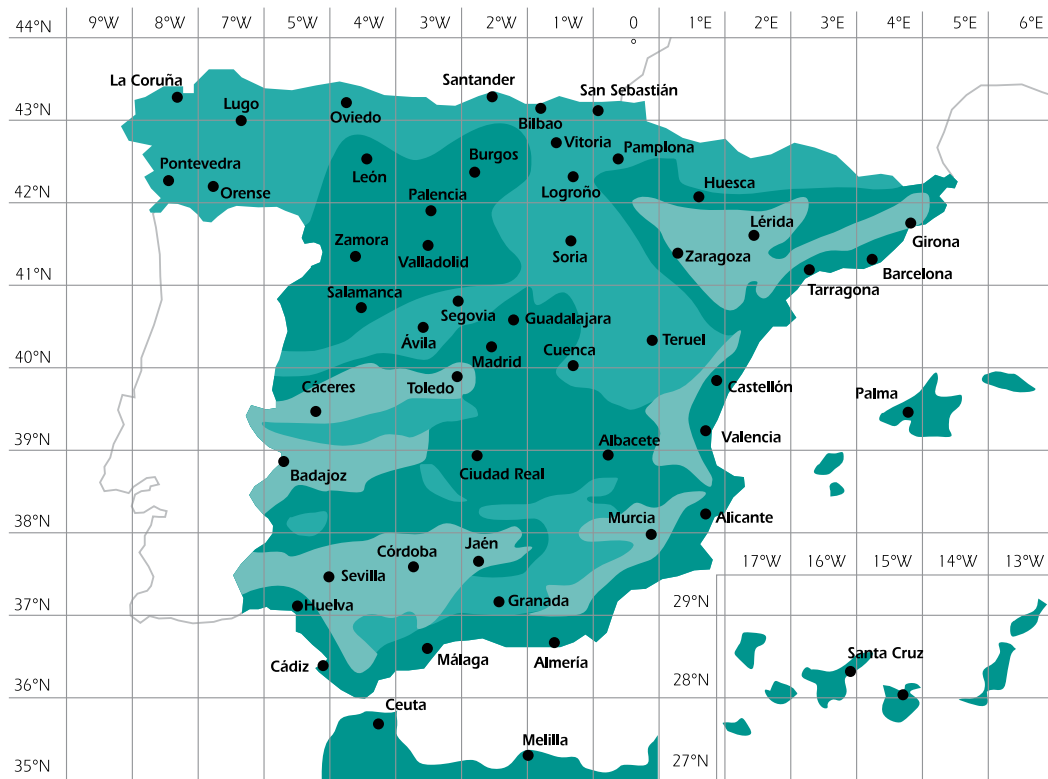 9°W 8°W 7°W 6°W 5°W 4°W 3°W 2°W 1°W 0° 1°E 2°E 3°E 4°E 5°E 6°E
44°N
La Coruña
Santander
San Sebastián
43°N
Lugo
Oviedo
Bilbao
Vitoria
Pamplona
Pontevedra
Orense
León
Burgos
Logroño
Huesca
42°N
Palencia
Lérida
Girona
Zamora
Valladolid
Soria
Zaragoza
Barcelona
41°N
Tarragona
Salamanca
Segovia
Guadalajara
Ávila
Madrid
Cuenca
Teruel
40°N
Cáceres
Toledo
Castellón
Palma
39°N
Albacete
Valencia
Badajoz
Ciudad Real
38°N
Murcia
Alicante
Córdoba
Jaén
17°W 16°W 15°W 14°W 13°W
Sevilla
37°N
Huelva
Granada
29°N
Cádiz
Málaga
Almería
Santa Cruz
36°N
28°N
Ceuta
Melilla
35°N
27°N